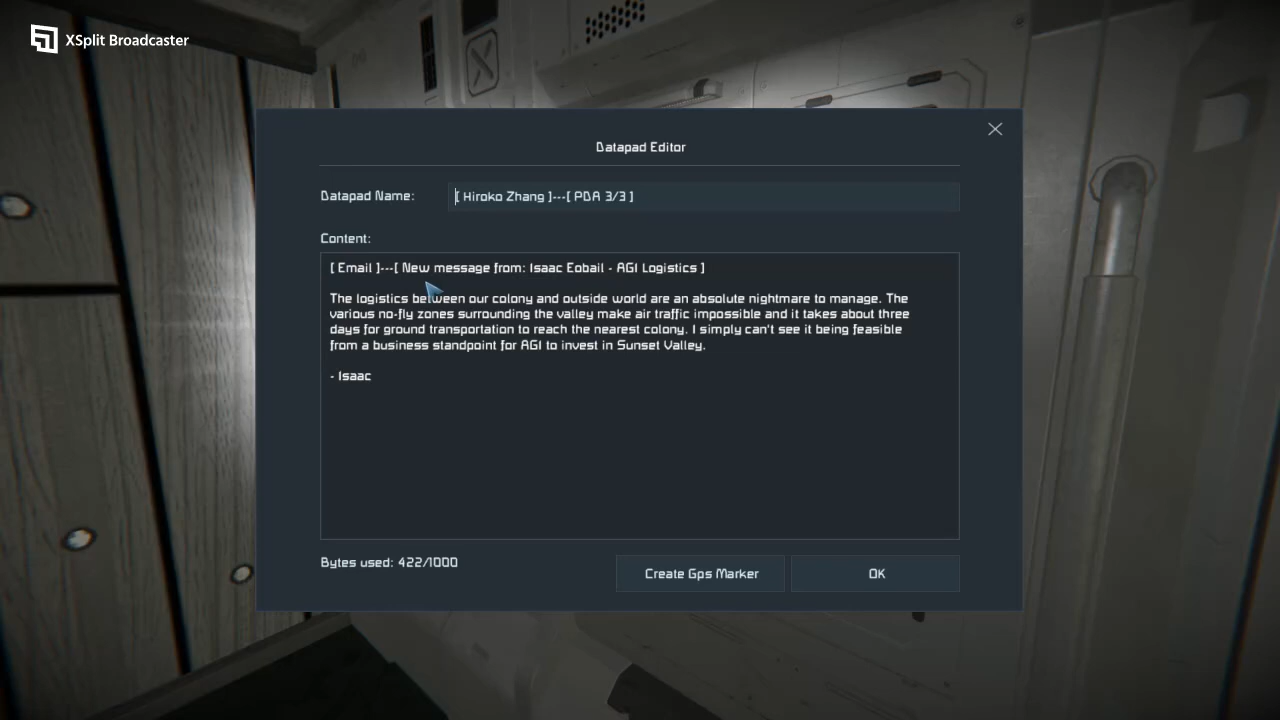 XSplit Broadcaster
Datapad Editor
Datapad Name:
[ Hiroko Zhang ]---[ PDA 3/3 ]
Content:
[ Email ]---[ New message from: Isaac Eobail - AGI Logistics ]
The logistics between our colony and outside world are an absolute nightmare to manage. The
various no-fly zones surrounding the valley make air traffic impossible and it takes about three
days for ground transportation to reach the nearest colony. I simply can't see it being feasible
from a business standpoint for AGI to invest in Sunset Valley.
- Isaac
Bytes used: 422/1000
Create Gps Marker
OK